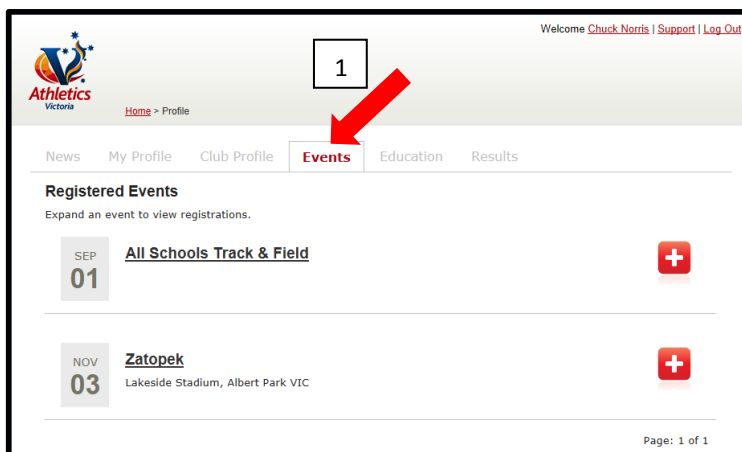 Welcome Chuck Norris | Support | Log Out
1
Athletics
Victoria
Home > Profile
News My Profile Club Profile Events Education Results
Registered Events
Expand an event to view registrations.
SEP
01
All Schools Track & Field
NOV
03
Zatopek
Lakeside Stadium, Albert Park VIC
Page: 1 of 1